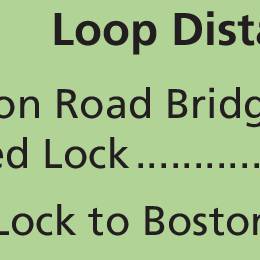 Loop Dista
on Road Bridg
ed Lock...........
Lock to Boston